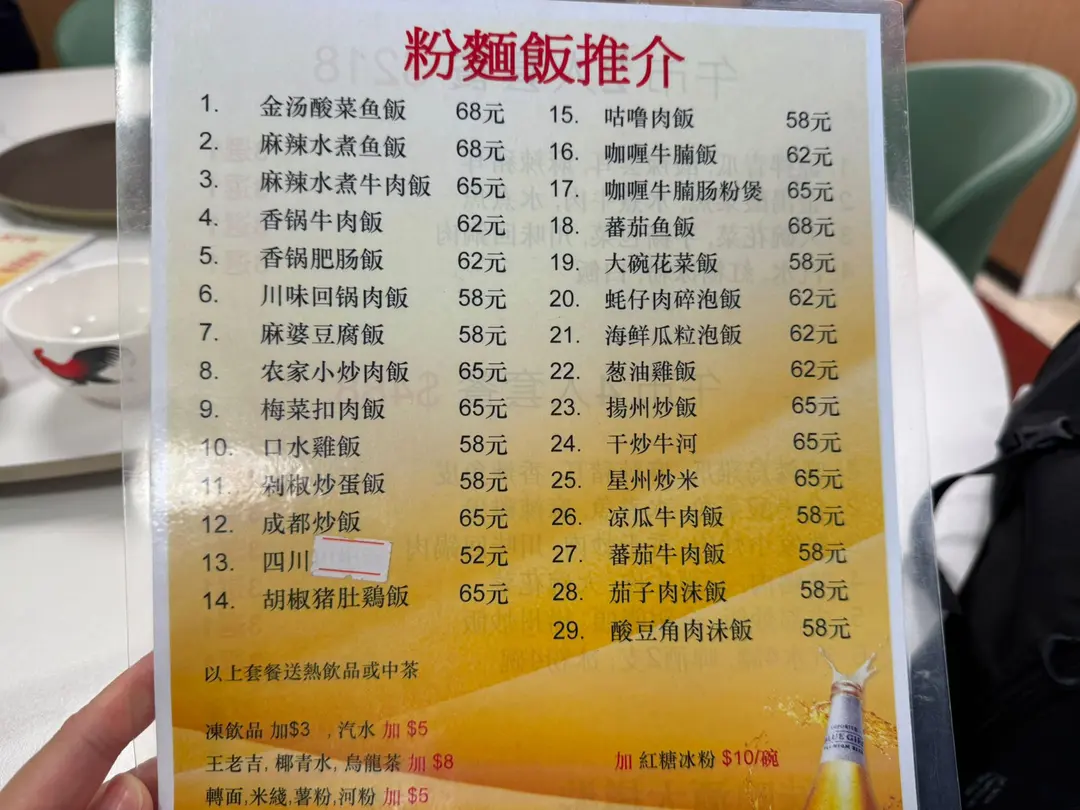 粉麵飯推介
1. 金汤酸菜鱼飯 68元
2. 麻辣水煮鱼飯 68元
3. 麻辣水煮牛肉飯 65元
4. 香锅牛肉飯 62元
5. 香锅肥肠飯 62元
6. 川味回锅肉飯 58元
7. 麻婆豆腐飯 58元
8. 农家小炒肉飯 65元
9. 梅菜扣肉飯 65元
10. 口水雞飯 58元
11. 剁椒炒蛋飯 58元
12. 成都炒飯 65元
13. 四川 52元
14. 胡椒猪肚鷄飯 65元
15. 咕噜肉飯 58元
16. 咖喱牛腩飯 62元
17. 咖喱牛腩肠粉煲 65元
18. 蕃茄鱼飯 68元
19. 大碗花菜飯 58元
20. 蚝仔肉碎泡飯 62元
21. 海鲜瓜粒泡飯 62元
22. 葱油雞飯 62元
23. 揚州炒飯 65元
24. 干炒牛河 65元
25. 星州炒米 65元
26. 凉瓜牛肉飯 58元
27. 蕃茄牛肉飯 58元
28. 茄子肉沫飯 58元
29. 酸豆角肉沬飯 58元
以上套餐送熱飲品或中茶
凍飲品 加$3 ,汽水 加 $5
王老吉, 椰青水, 烏龍茶 加 $8
轉面,米綫,薯粉,河粉 加 $5
加 紅糖冰粉 $10/碗